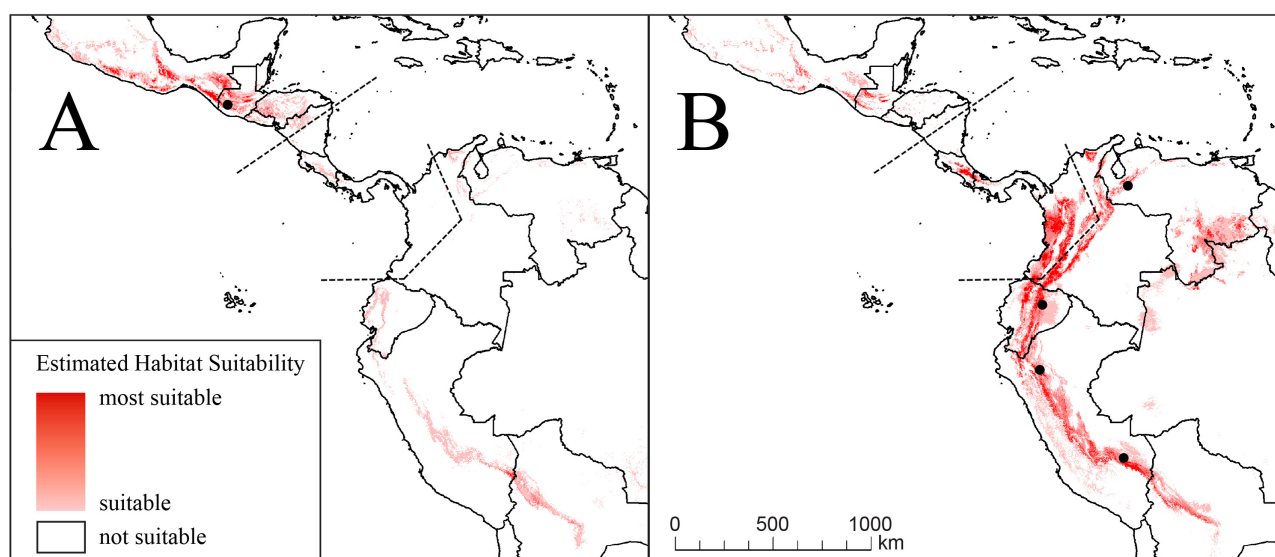 A
B
Estimated Habitat Suitability
most suitable
suitable
not suitable
0 500 1000
km